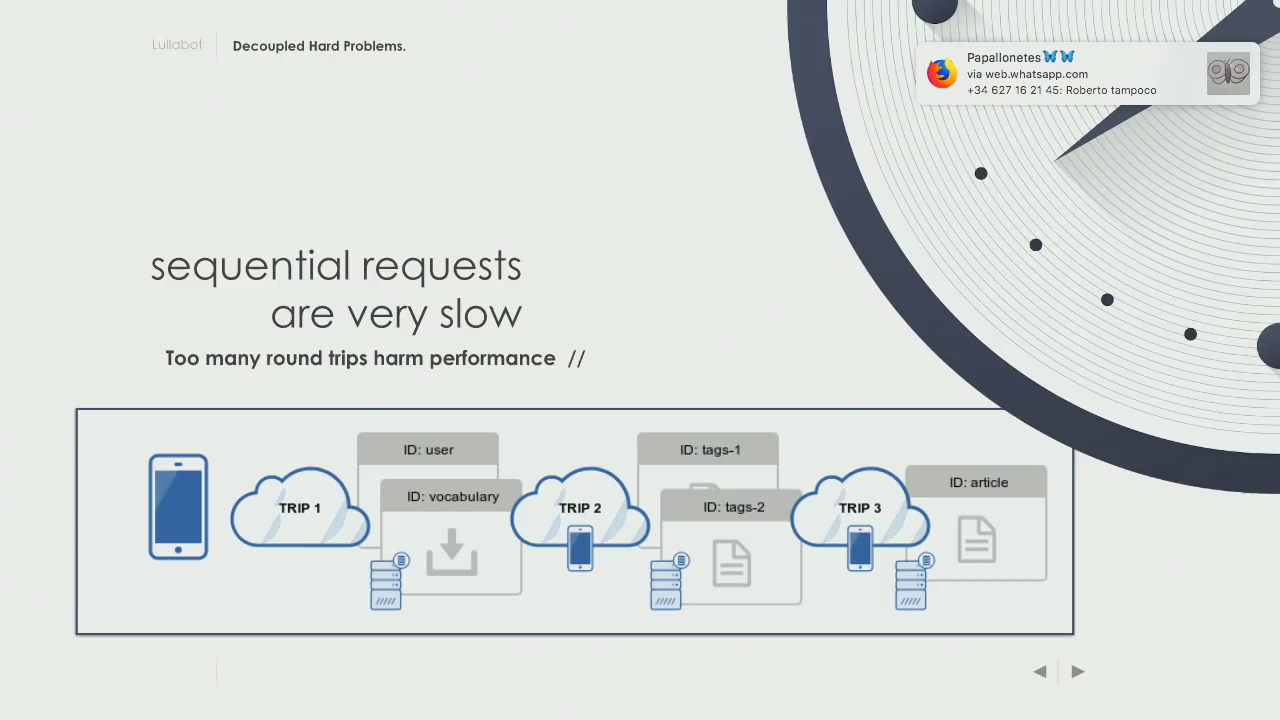 Lullabot
Decoupled Hard Problems.
Papallonetes🦋🦋
via web.whatsapp.com
+34 627 16 21 45: Roberto tampoco
sequential requests
are very slow
Too many round trips harm performance //
ID: user
ID: tags-1
ID: article
ID: vocabulary
ID: tags-2
TRIP 1
TRIP 2
TRIP 3